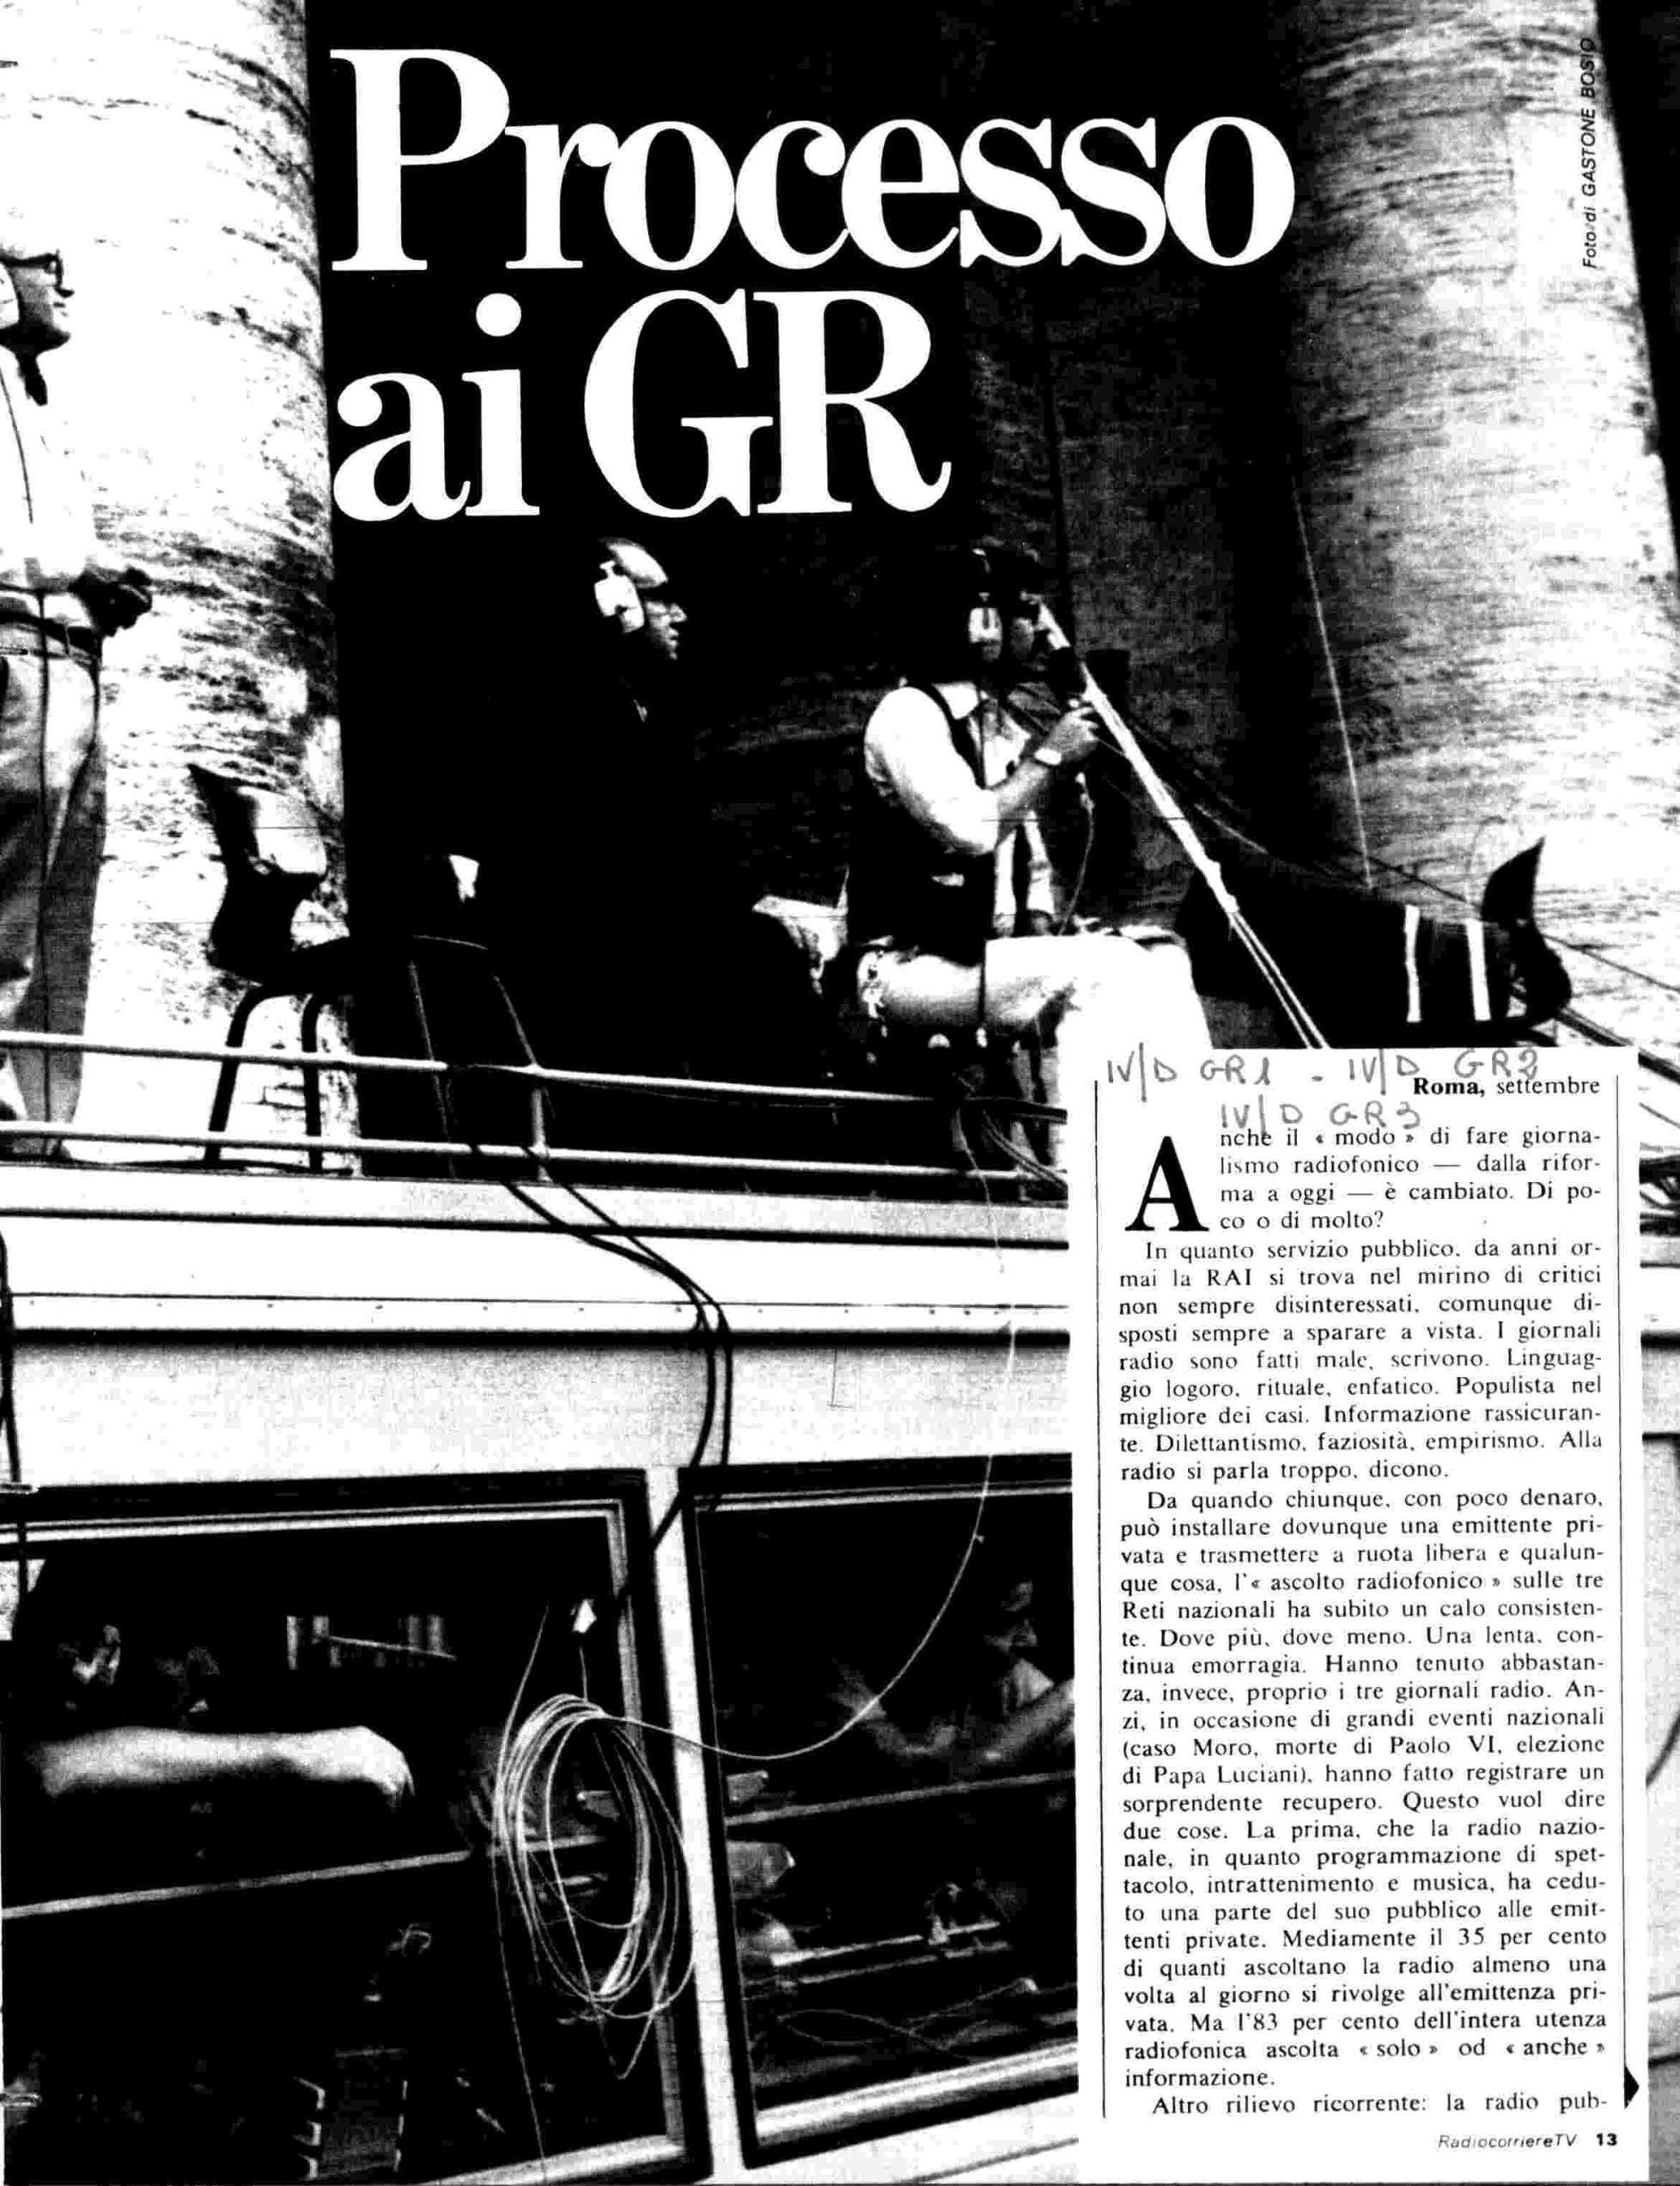 Processo
ai GR
Foto di GASTONE BOSIO
IV/D GR1 - IV/D GR2
IV/D GR3
Roma, settembre
Anche il « modo » di fare giorna-
lismo radiofonico — dalla rifor-
ma a oggi — è cambiato. Di po-
co o di molto?
In quanto servizio pubblico, da anni or-
mai la RAI si trova nel mirino di critici
non sempre disinteressati, comunque di-
sposti sempre a sparare a vista. I giornali
radio sono fatti male, scrivono. Linguag-
gio logoro, rituale, enfatico. Populista nel
migliore dei casi. Informazione rassicuran-
te. Dilettantismo, faziosità, empirismo. Alla
radio si parla troppo, dicono.
Da quando chiunque, con poco denaro,
può installare dovunque una emittente pri-
vata e trasmettere a ruota libera e qualun-
que cosa, l'« ascolto radiofonico » sulle tre
Reti nazionali ha subito un calo consisten-
te. Dove più, dove meno. Una lenta, con-
tinua emorragia. Hanno tenuto abbastan-
za, invece, proprio i tre giornali radio. An-
zi, in occasione di grandi eventi nazionali
(caso Moro, morte di Paolo VI, elezione
di Papa Luciani), hanno fatto registrare un
sorprendente recupero. Questo vuol dire
due cose. La prima, che la radio nazio-
nale, in quanto programmazione di spet-
tacolo, intrattenimento e musica, ha cedu-
to una parte del suo pubblico alle emit-
tenti private. Mediamente il 35 per cento
di quanti ascoltano la radio almeno una
volta al giorno si rivolge all'emittenza pri-
vata. Ma l'83 per cento dell'intera utenza
radiofonica ascolta « solo » od « anche »
informazione.
Altro rilievo ricorrente: la radio pub-
RadiocorriereTV 13